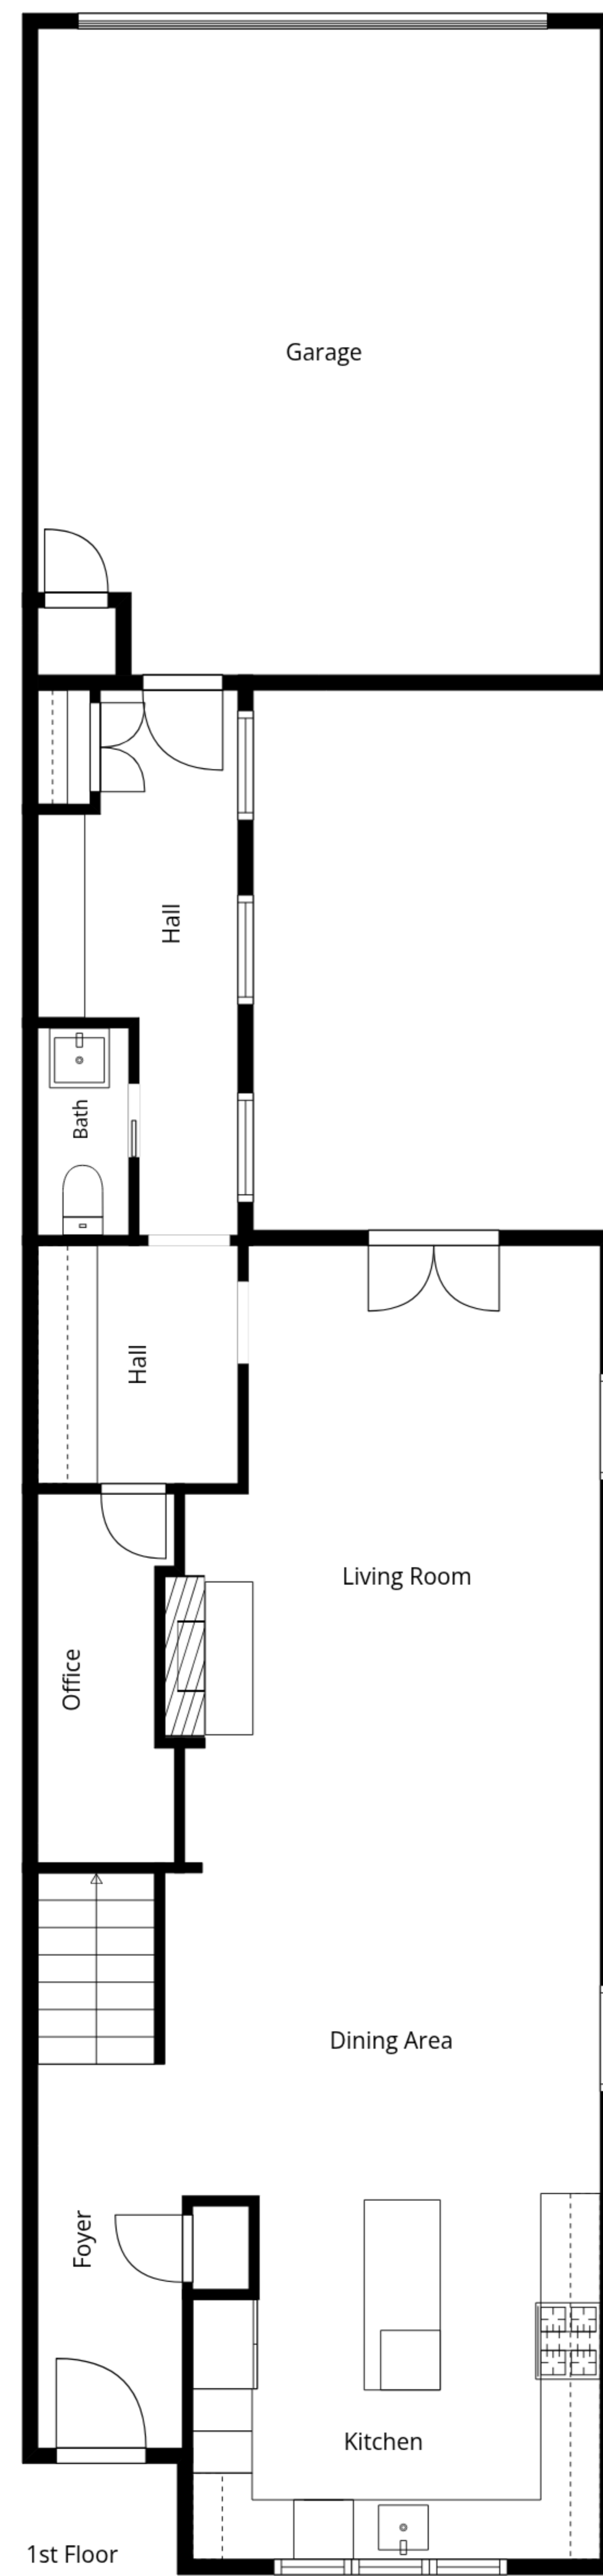 Garage
Hall
Bath
Hall
Living Room
Office
Dining Area
Foyer
Kitchen
1st Floor